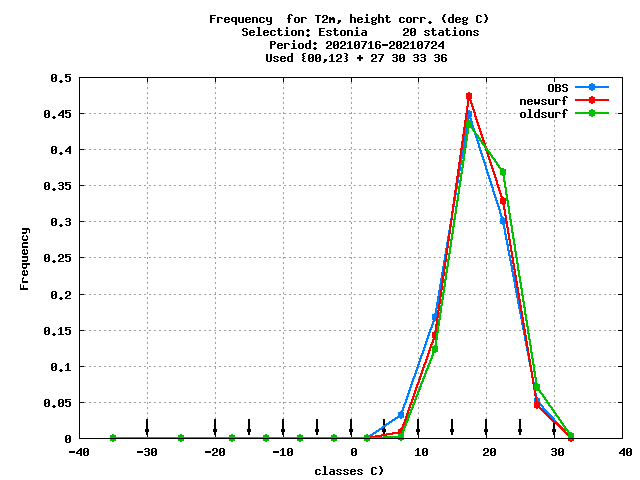 Frequency  for T2m, height corr. (deg C)
Selection: Estonia     20 stations
Period: 20210716-20210724
Used {00,12} + 27 30 33 36
0.5
0.45
0.4
0.35
0.3
0.25
0.2
0.15
0.1
0.05
0
Frequency
OBS
newsurf
oldsurf
-40 -30 -20 -10 0 10 20 30 40
classes C)